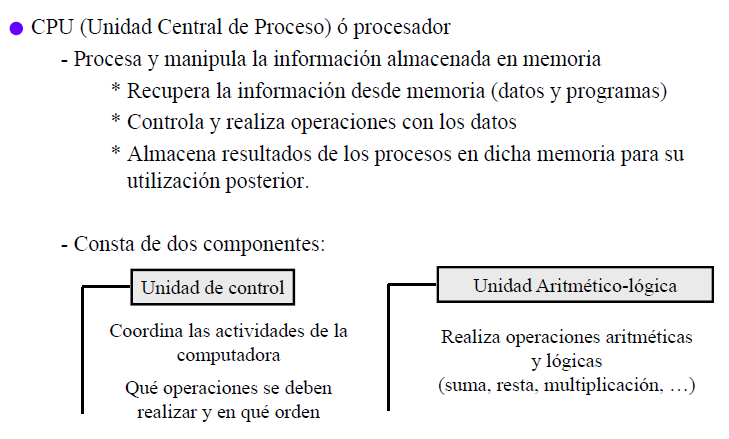 ● CPU (Unidad Central de Proceso) ó procesador
- Procesa y manipula la información almacenada en memoria
* Recupera la información desde memoria (datos y programas)
* Controla y realiza operaciones con los datos
* Almacena resultados de los procesos en dicha memoria para su
utilización posterior.
- Consta de dos componentes:
Unidad de control
Coordina las actividades de la
computadora
Qué operaciones se deben
realizar y en qué orden
Unidad Aritmético-lógica
Realiza operaciones aritméticas
y lógicas
(suma, resta, multiplicación, …)